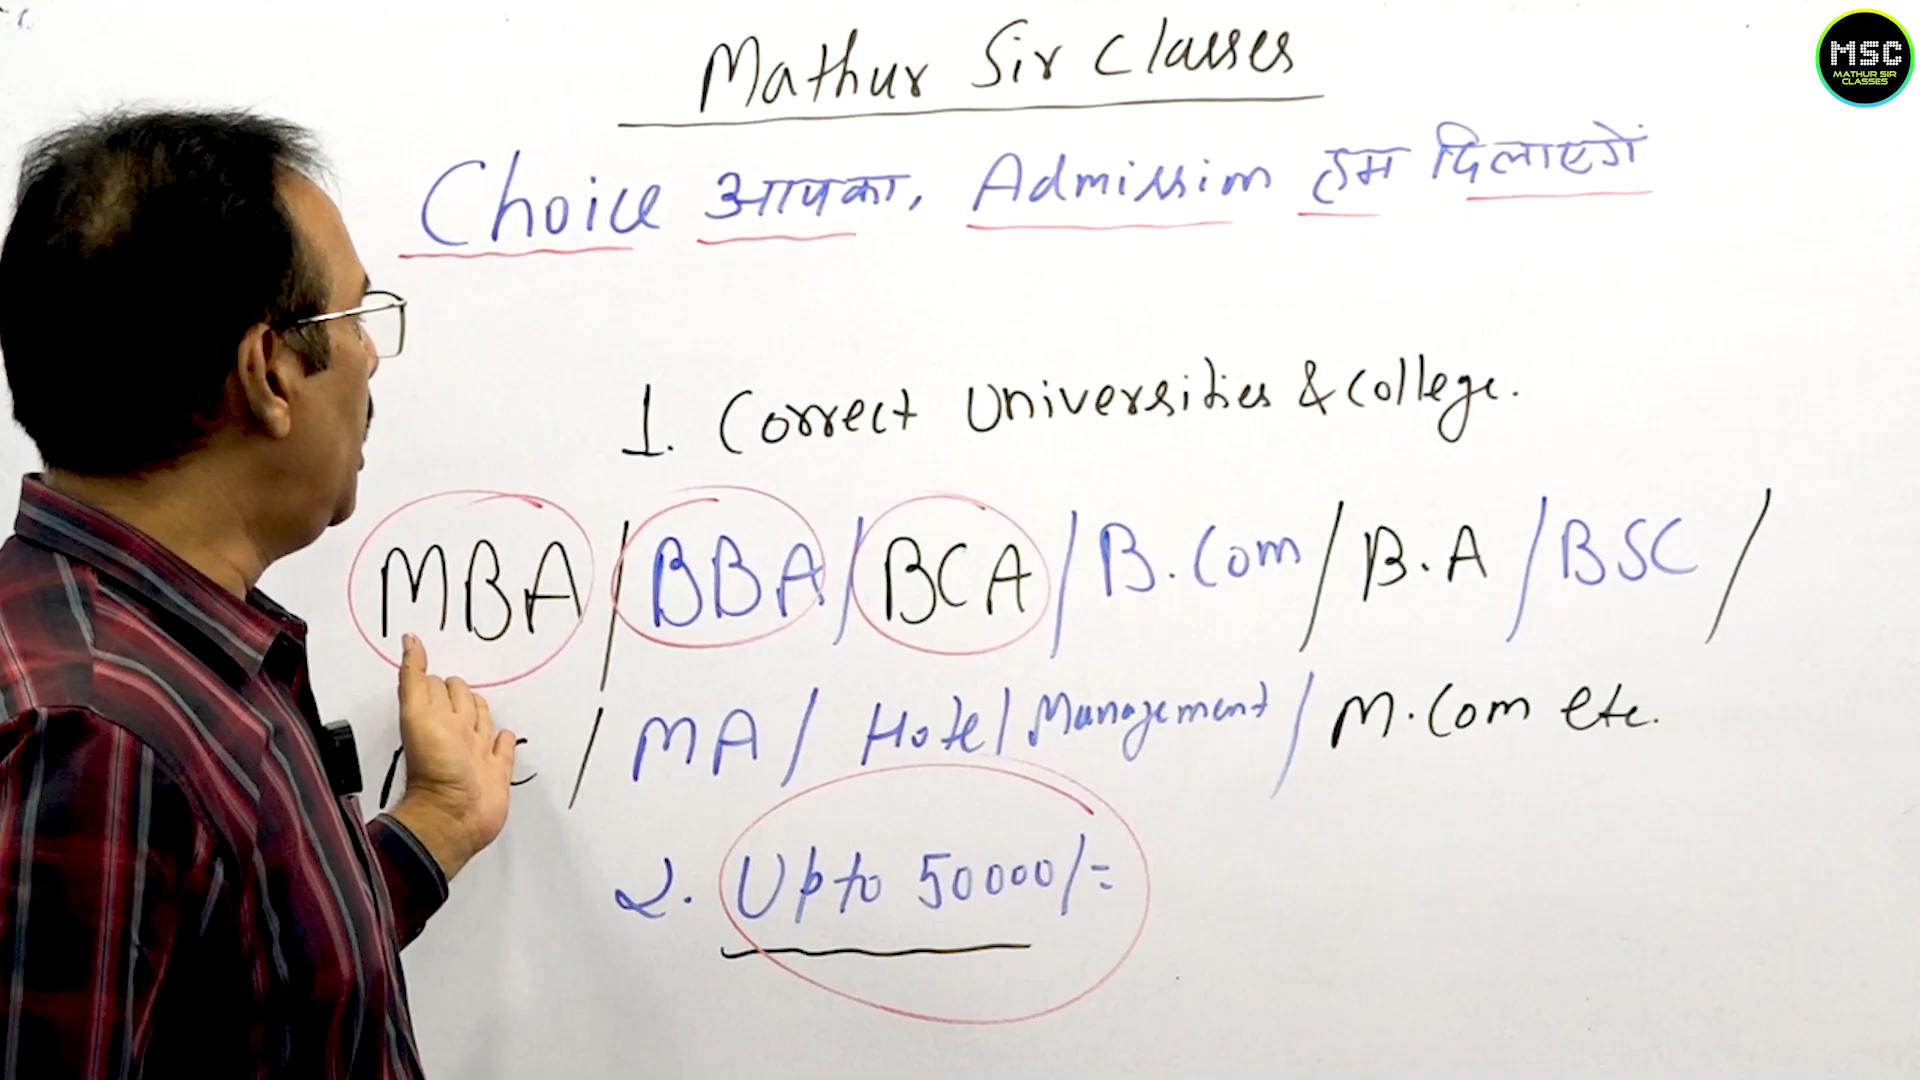 Mathur Sir Classes
MSC
MATHUR SIR
CLASSES
Choice आपका, Admission हम दिलाएगें
1. Correct Universities & College.
MBA / BBA / BCA / B.Com / B.A / BSC /
/ MA / Hotel Management / M.Com etc.
2. Upto 50000/=